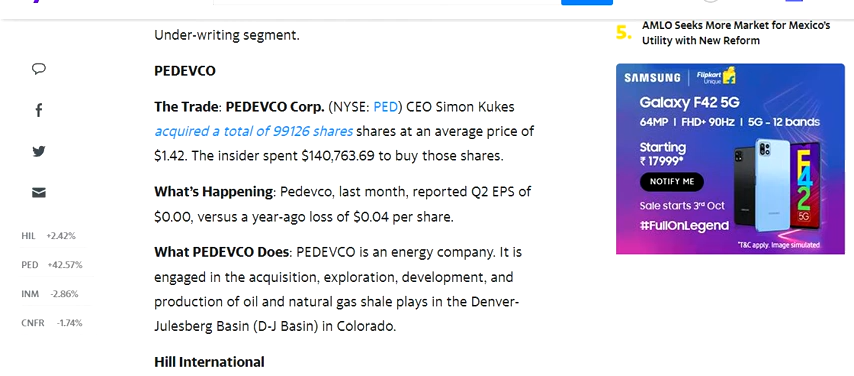 Under-writing segment.
PEDEVCO
The Trade: PEDEVCO Corp. (NYSE: PED) CEO Simon Kukes
acquired a total of 99126 shares shares at an average price of
$1.42. The insider spent $140,763.69 to buy those shares.
What's Happening: Pedevco, last month, reported Q2 EPS of
$0.00, versus a year-ago loss of $0.04 per share.
What PEDEVCO Does: PEDEVCO is an energy company. It is
engaged in the acquisition, exploration, development, and
production of oil and natural gas shale plays in the Denver-
Julesberg Basin (D-J Basin) in Colorado.
Hill International
HIL +2.42%
PED +42.57%
INM -2.86%
CNFR -1.74%
5. AMLO Seeks More Market for Mexico's
Utility with New Reform
SAMSUNG Flipkart
Unique
Galaxy F42 5G
64MP | FHD+ 90Hz | 5G - 12 bands
Starting
₹ 17999*
NOTIFY ME
Sale starts 3rd Oct
#FullOnLegend
F42
5G
*T&C apply. Image simulated